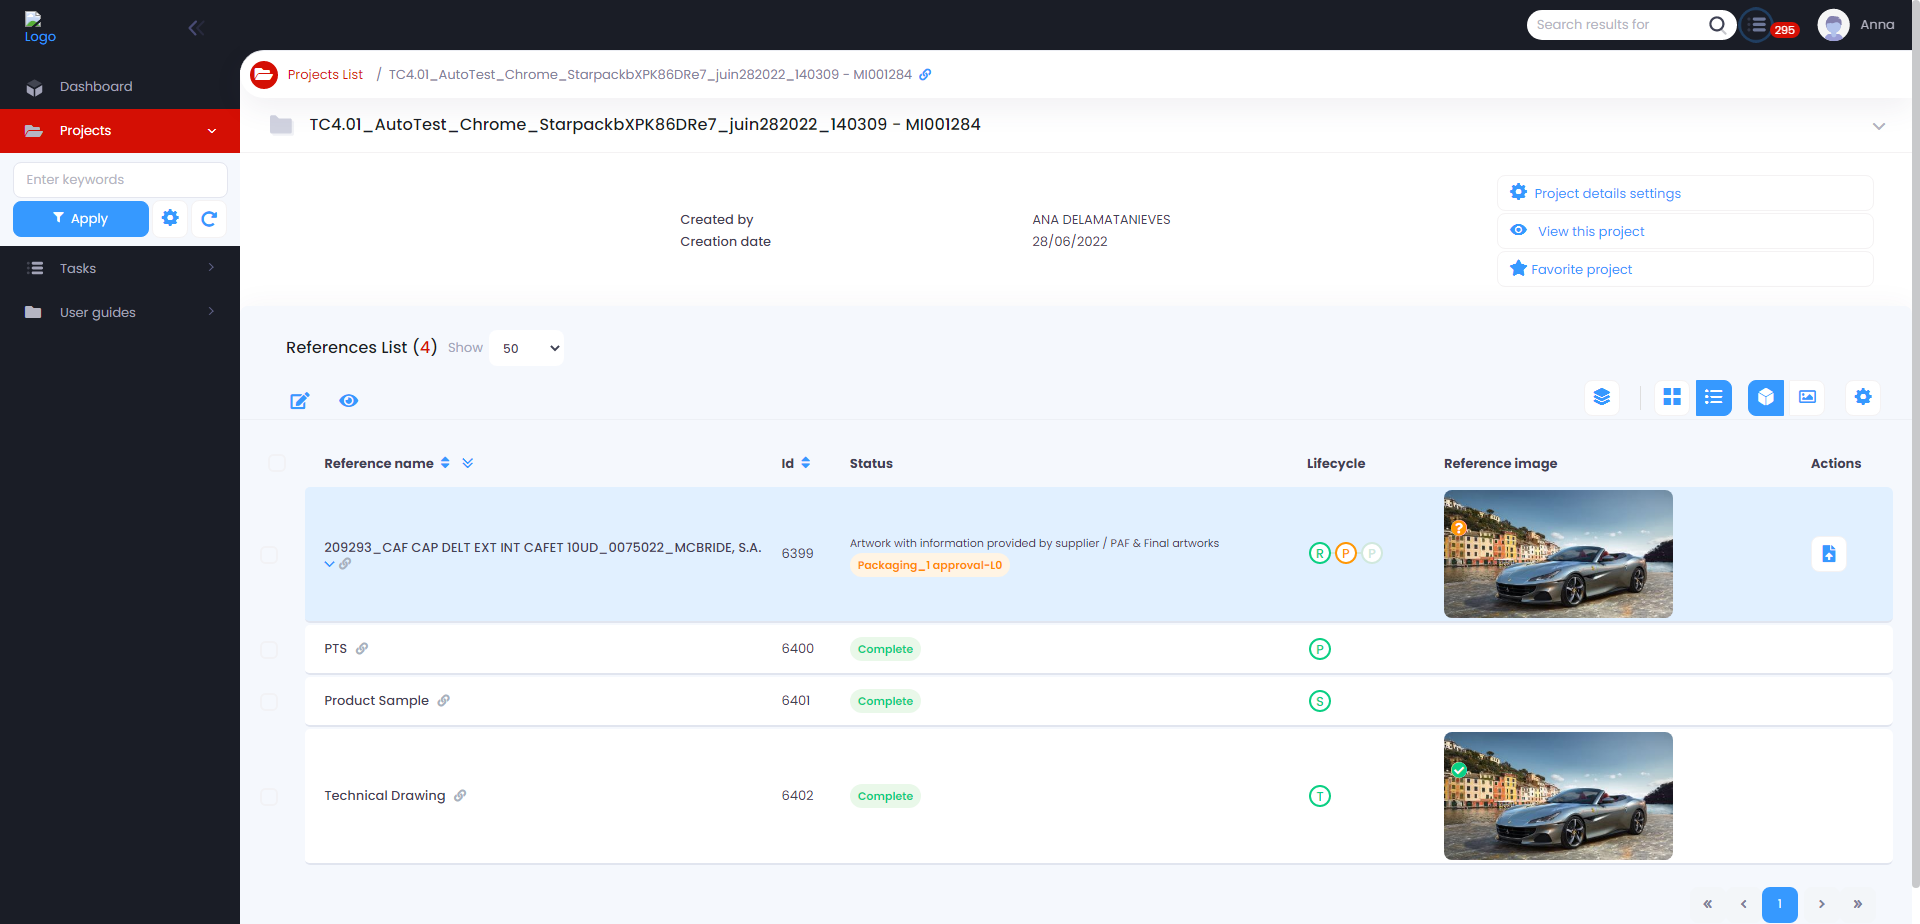 Logo
Search results for
295
Anna
Dashboard
Projects
Enter keywords
Apply
Tasks
User guides
Projects List / TC4.01_AutoTest_Chrome_StarpackbXPK86DRe7_juin282022_140309 - MI001284
TC4.01_AutoTest_Chrome_StarpackbXPK86DRe7_juin282022_140309 - MI001284
Created by ANA DELAMATANIEVES
Creation date 28/06/2022
Project details settings
View this project
Favorite project
References List (4) Show 50
Reference name Id Status Lifecycle Reference image Actions
209293_CAF CAP DELT EXT INT CAFET 10UD_0075022_MCBRIDE, S.A. 6399 Artwork with information provided by supplier / PAF & Final artworks
Packaging_1 approval-L0
R P P
?
PTS 6400 Complete P
Product Sample 6401 Complete S
Technical Drawing 6402 Complete T
« ‹ 1 › »